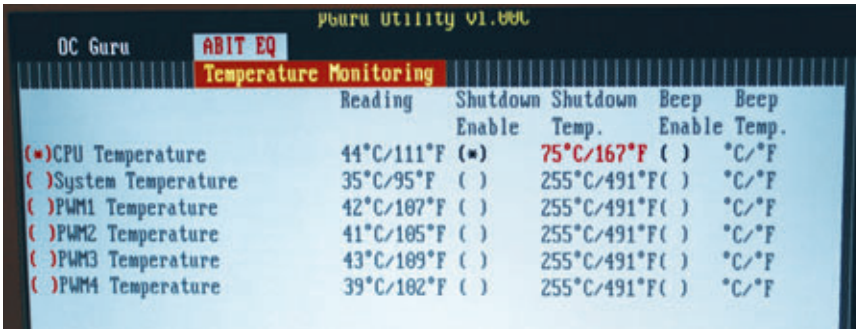 µGuru Utility V1.00C
OC Guru ABIT EQ
Temperature Monitoring
Reading Shutdown Shutdown Beep Beep
Enable Temp. Enable Temp.
(*)CPU Temperature 44°C/111°F (*) 75°C/167°F ( ) °C/°F
( )System Temperature 35°C/95°F ( ) 255°C/491°F( ) °C/°F
( )PWM1 Temperature 42°C/107°F ( ) 255°C/491°F( ) °C/°F
( )PWM2 Temperature 41°C/105°F ( ) 255°C/491°F( ) °C/°F
( )PWM3 Temperature 43°C/109°F ( ) 255°C/491°F( ) °C/°F
( )PWM4 Temperature 39°C/102°F ( ) 255°C/491°F( ) °C/°F